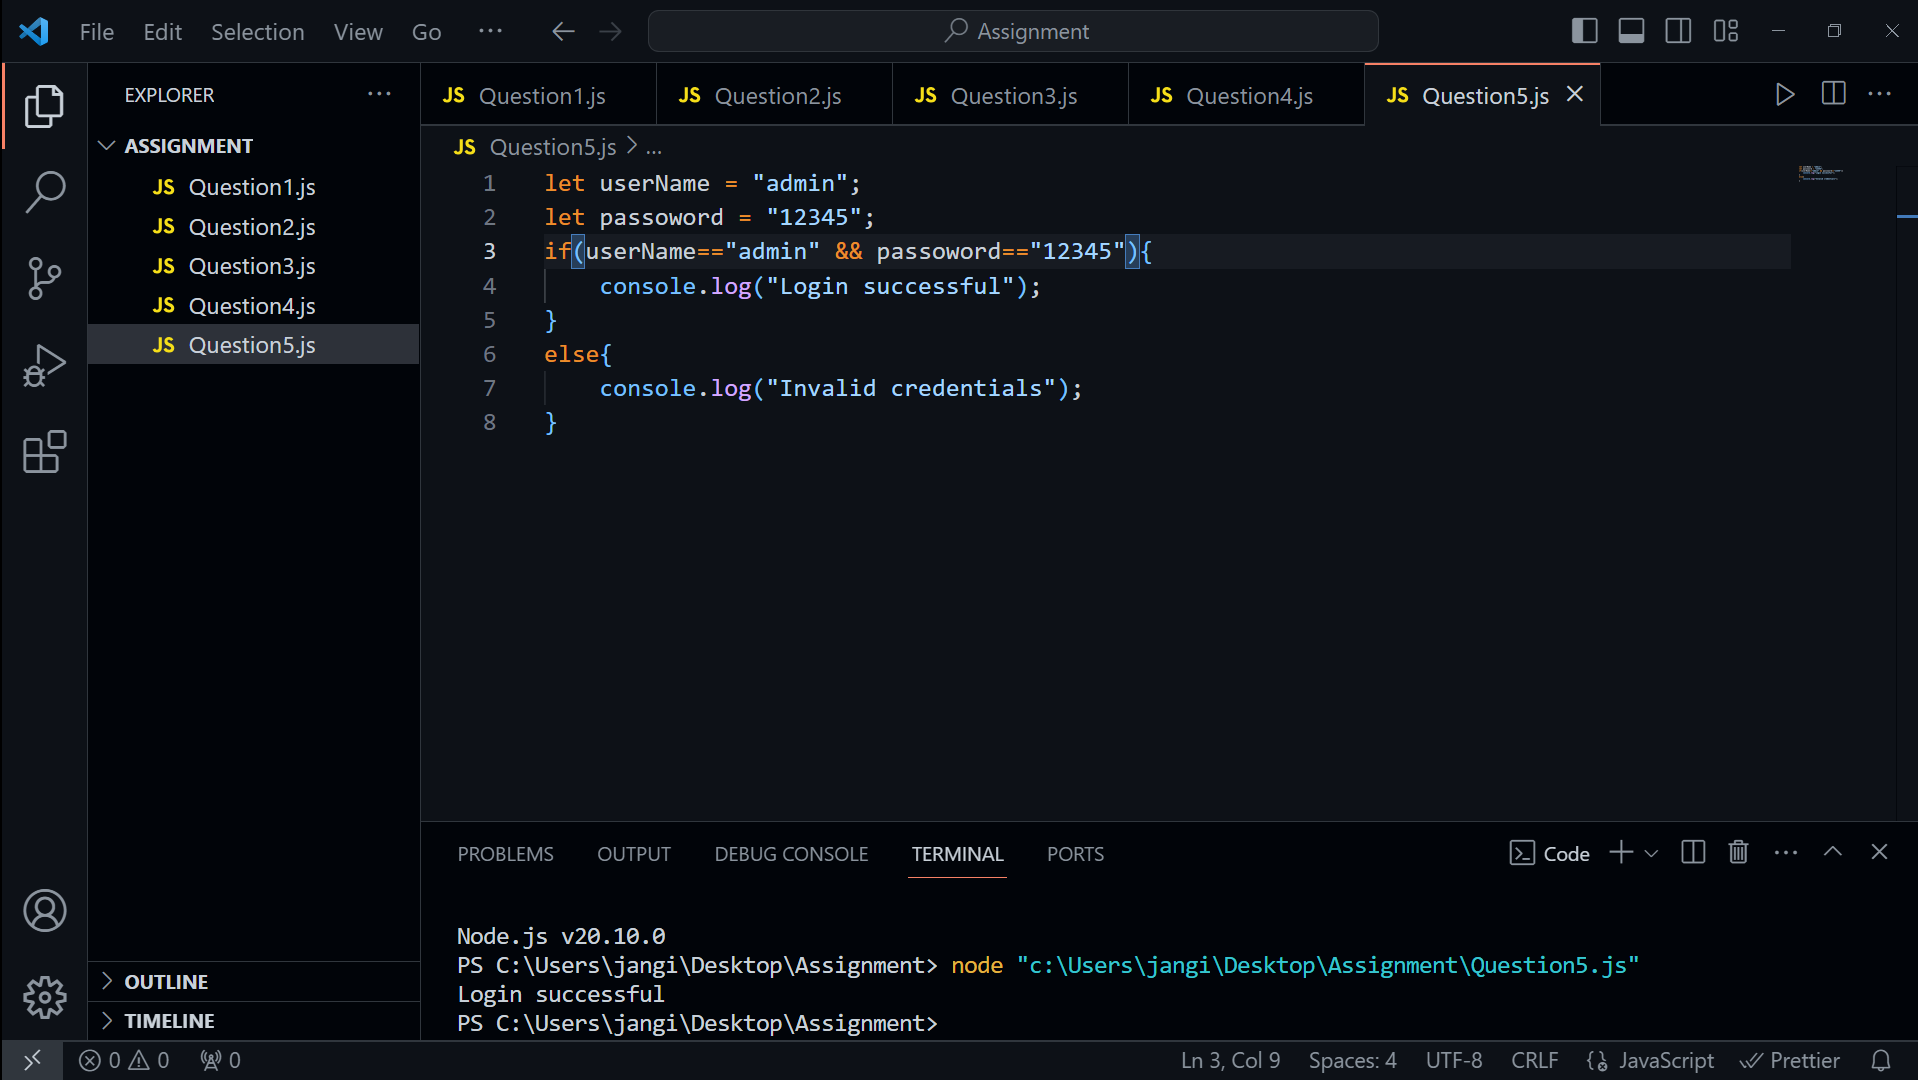 File Edit Selection View Go ...
Assignment
EXPLORER ...
ASSIGNMENT
JS Question1.js
JS Question2.js
JS Question3.js
JS Question4.js
JS Question5.js
OUTLINE
TIMELINE
JS Question1.js JS Question2.js JS Question3.js JS Question4.js JS Question5.js
JS Question5.js > ...
1 let userName = "admin";
2 let passoword = "12345";
3 if(userName=="admin" && passoword=="12345"){
4     console.log("Login successful");
5 }
6 else{
7     console.log("Invalid credentials");
8 }
PROBLEMS OUTPUT DEBUG CONSOLE TERMINAL PORTS Code
Node.js v20.10.0
PS C:\Users\jangi\Desktop\Assignment> node "c:\Users\jangi\Desktop\Assignment\Question5.js"
Login successful
PS C:\Users\jangi\Desktop\Assignment>
0 0 0 Ln 3, Col 9 Spaces: 4 UTF-8 CRLF JavaScript Prettier